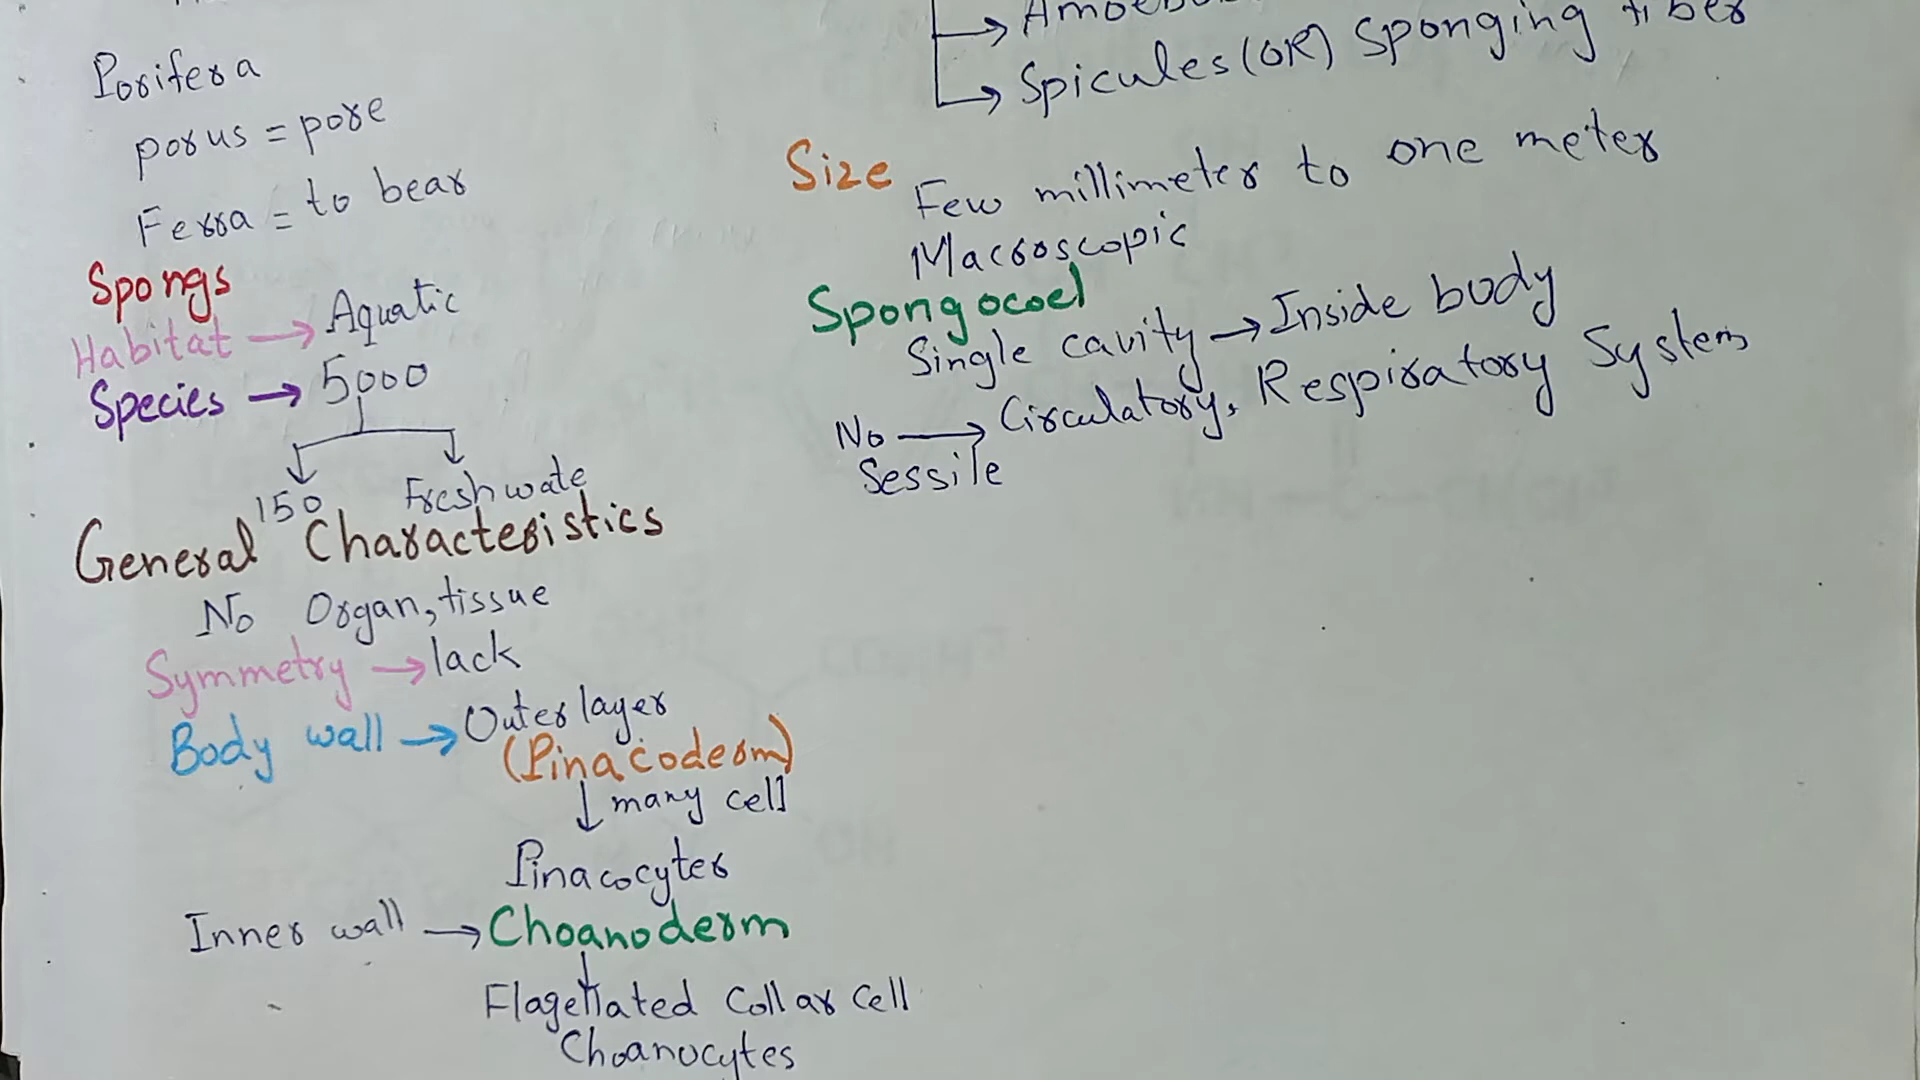 Porifera
porus = pore
Ferra = to bear
Spongs
Habitat → Aquatic
Species → 5000
150 Freshwate
General Characteristics
No Organ, tissue
Symmetry → lack
Body wall → Outer layer
(Pinacoderm)
↓ many cell
Pinacocyter
Inner wall → Choanoderm
Flagellated Collar Cell
Choanocytes
→ Spicules (OR) Sponging fiber
Size
Few millimeter to one meter
Macroscopic
Spongocoel
Single cavity → Inside body
No → Circulatory, Respiratory System
Sessile